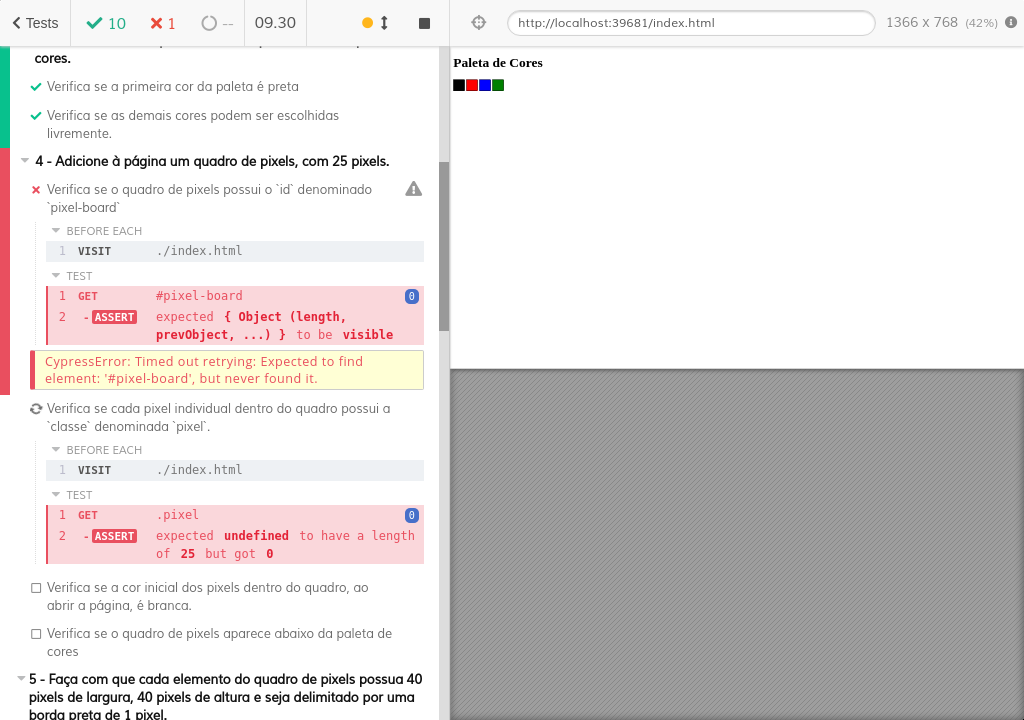 Tests
10
1
--
09.30
http://localhost:39681/index.html
1366 x 768 (42%)
cores.
Verifica se a primeira cor da paleta é preta
Verifica se as demais cores podem ser escolhidas
livremente.
4 - Adicione à página um quadro de pixels, com 25 pixels.
Verifica se o quadro de pixels possui o `id` denominado
`pixel-board`
BEFORE EACH
1 VISIT ./index.html
TEST
1 GET #pixel-board 0
2 - ASSERT expected { Object (length,
prevObject, ...) } to be visible
CypressError: Timed out retrying: Expected to find
element: '#pixel-board', but never found it.
Verifica se cada pixel individual dentro do quadro possui a
`classe` denominada `pixel`.
BEFORE EACH
1 VISIT ./index.html
TEST
1 GET .pixel 0
2 - ASSERT expected undefined to have a length
of 25 but got 0
Verifica se a cor inicial dos pixels dentro do quadro, ao
abrir a página, é branca.
Verifica se o quadro de pixels aparece abaixo da paleta de
cores
5 - Faça com que cada elemento do quadro de pixels possua 40
pixels de largura, 40 pixels de altura e seja delimitado por uma
borda preta de 1 pixel.
Paleta de Cores